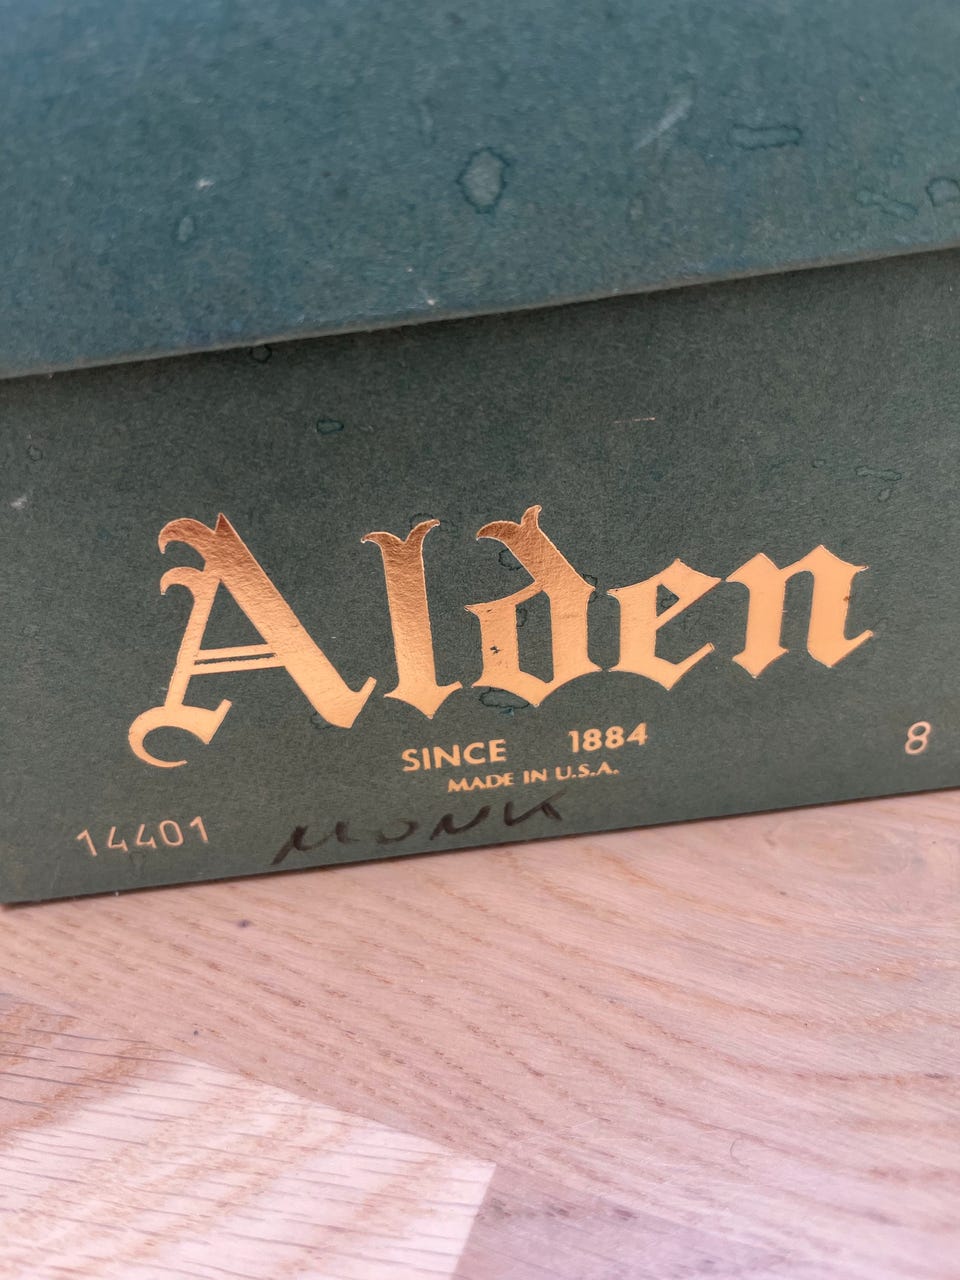 Alden
SINCE 1884
MADE IN U.S.A.
8
14401
MONK